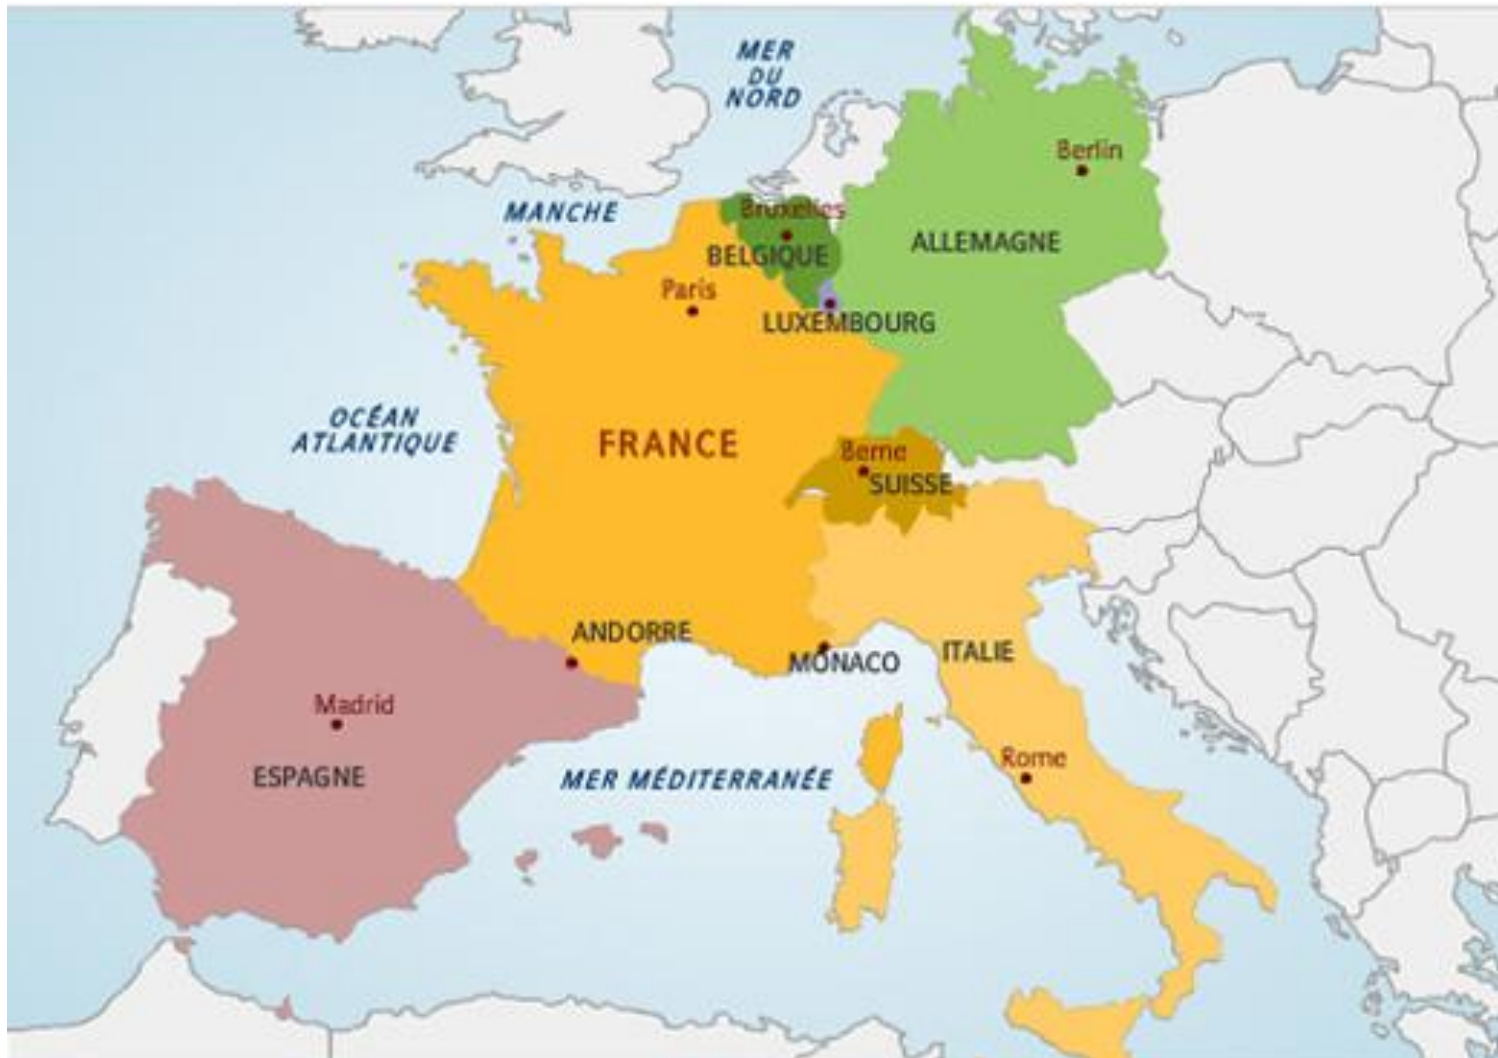 MER
DU
NORD
Berlin
MANCHE
Bruxelles
ALLEMAGNE
BELGIQUE
Paris
LUXEMBOURG
OCÉAN
ATLANTIQUE
FRANCE
Berne
SUISSE
ANDORRE
MONACO
ITALIE
Madrid
ESPAGNE
MER MÉDITERRANÉE
Rome